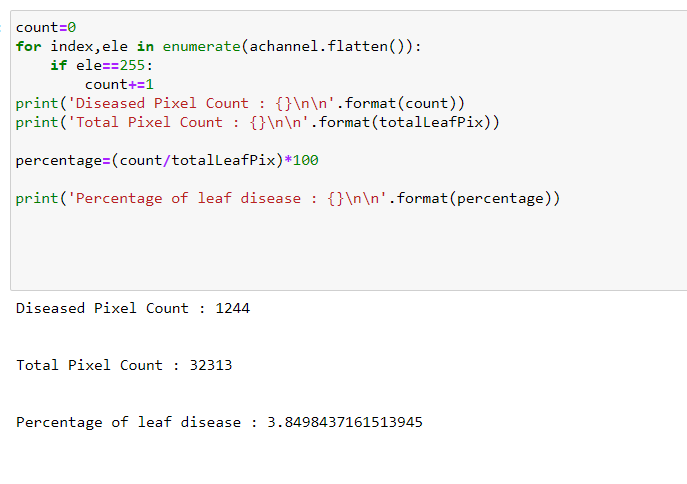 count=0
for index,ele in enumerate(achannel.flatten()):
    if ele==255:
        count+=1
print('Diseased Pixel Count : {}\n\n'.format(count))
print('Total Pixel Count : {}\n\n'.format(totalLeafPix))
percentage=(count/totalLeafPix)*100
print('Percentage of leaf disease : {}\n\n'.format(percentage))
Diseased Pixel Count : 1244
Total Pixel Count : 32313
Percentage of leaf disease : 3.8498437161513945